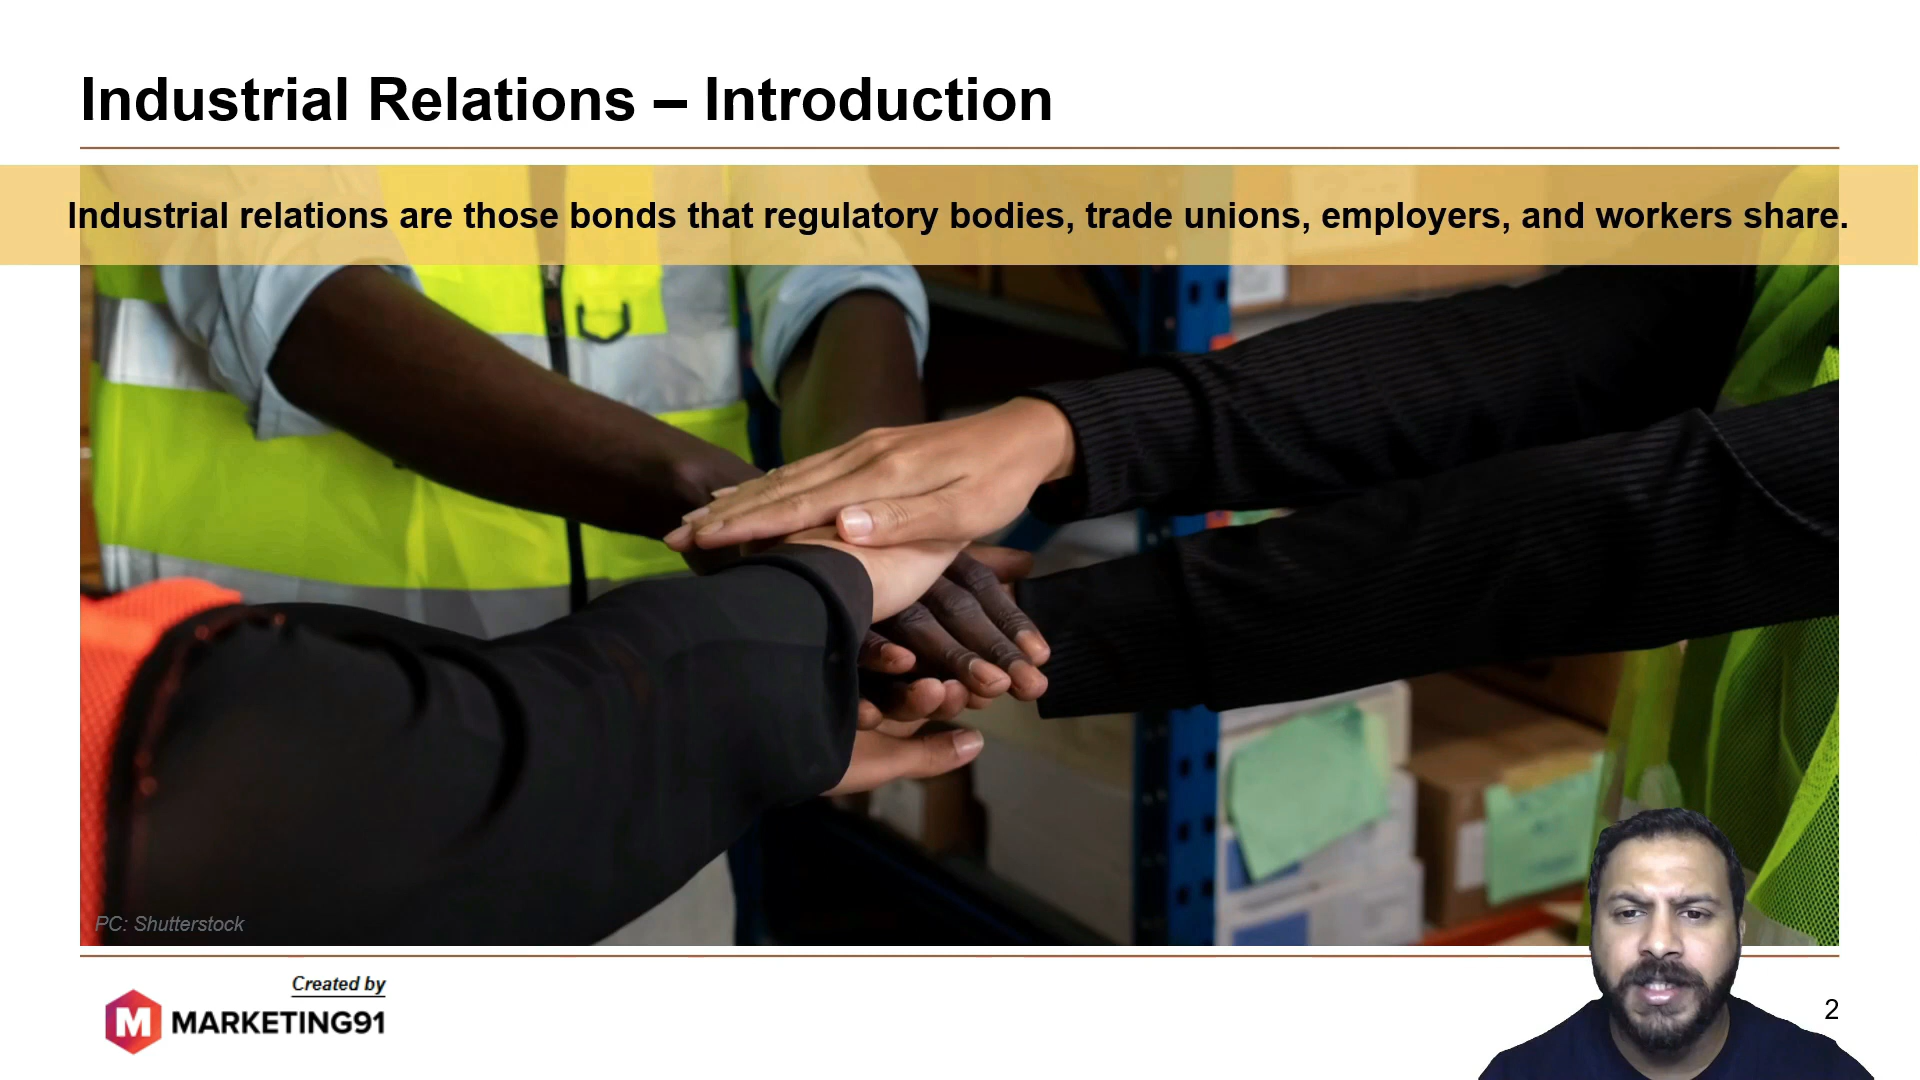 Industrial Relations – Introduction
Industrial relations are those bonds that regulatory bodies, trade unions, employers, and workers share.
PC: Shutterstock
Created by
M MARKETING91
2